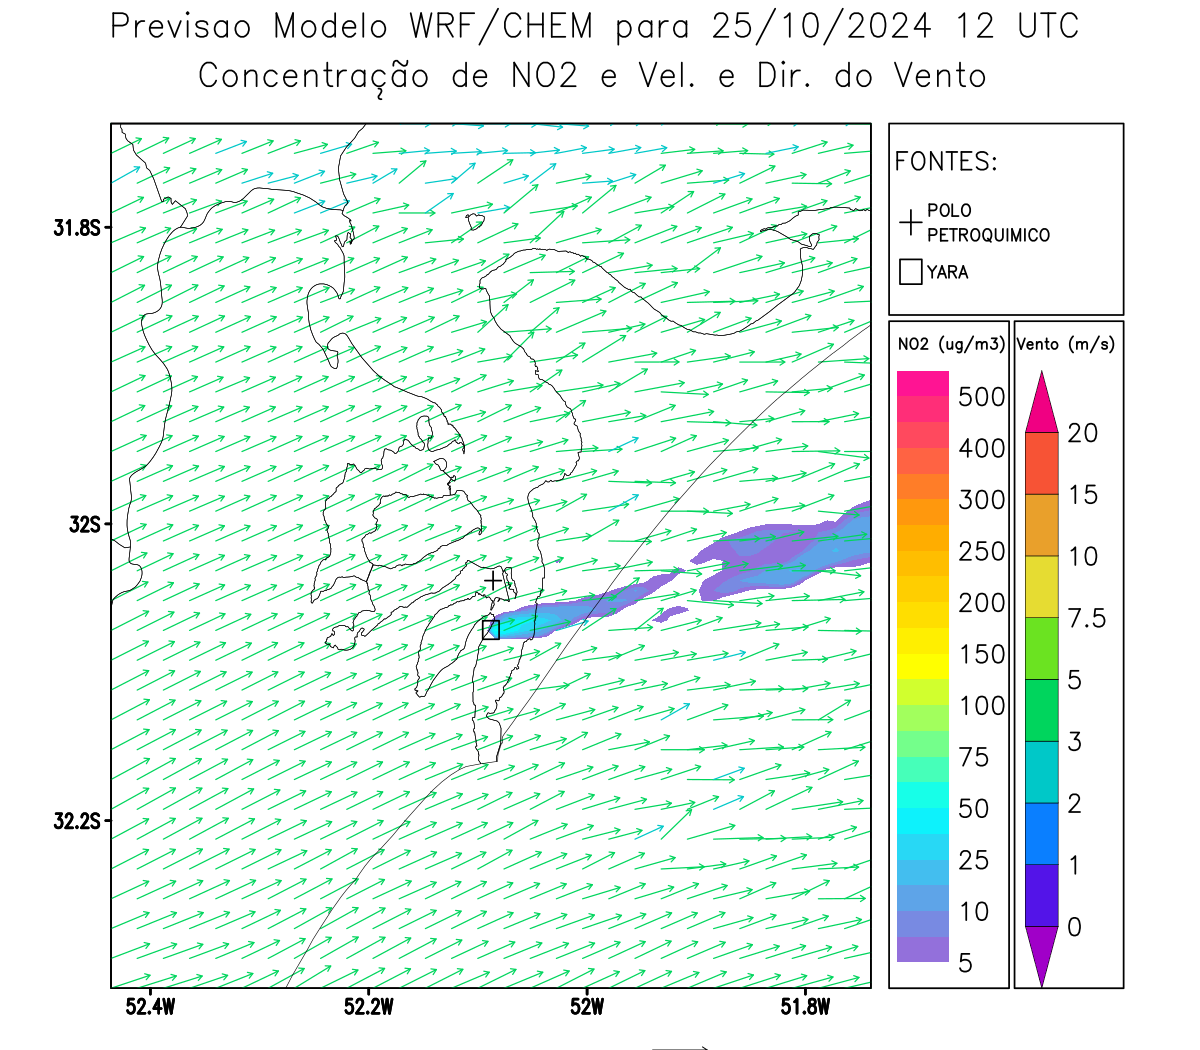 Previsao Modelo WRF/CHEM para 25/10/2024 12 UTC
Concentração de NO2 e Vel. e Dir. do Vento
FONTES:
POLO
PETROQUIMICO
YARA
31.8S
32S
32.2S
52.4W
52.2W
52W
51.8W
NO2 (ug/m3)
500
400
300
250
200
150
100
75
50
25
10
5
Vento (m/s)
20
15
10
7.5
5
3
2
1
0